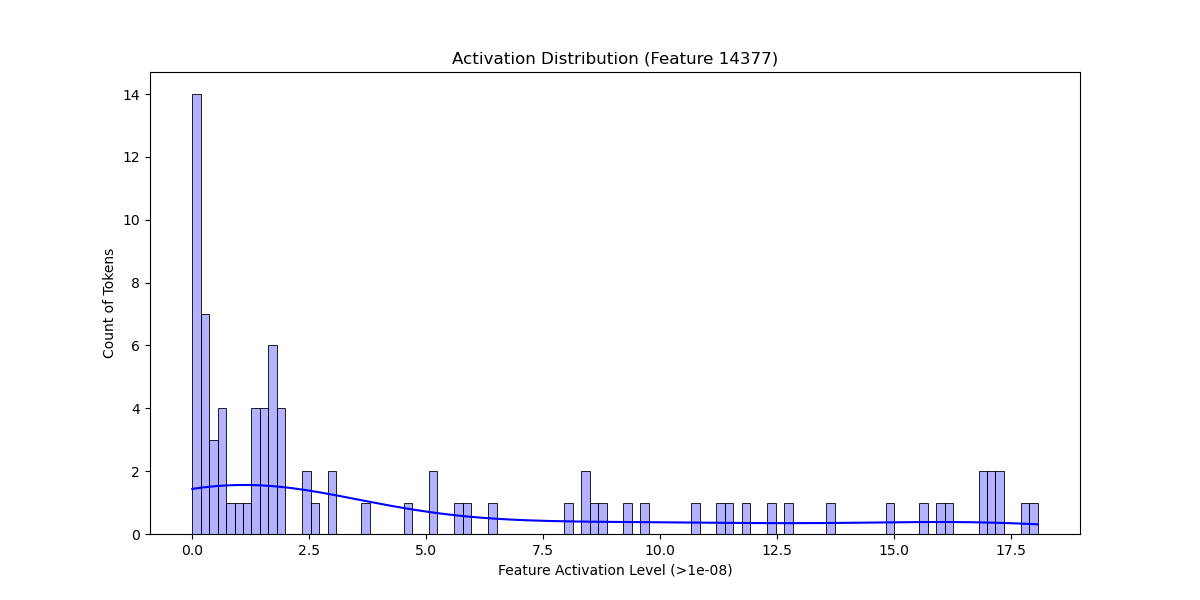 Activation Distribution (Feature 14377)
14
12
10
8
6
4
2
0
Count of Tokens
0.0 2.5 5.0 7.5 10.0 12.5 15.0 17.5
Feature Activation Level (>1e-08)